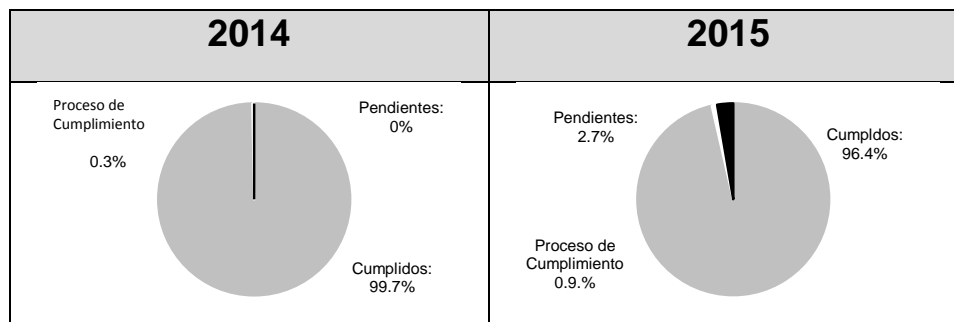 2014
2015
Proceso de
Cumplimiento
0.3%
Pendientes:
0%
Cumplidos:
99.7%
Pendientes:
2.7%
Cumpldos:
96.4%
Proceso de
Cumplimiento
0.9.%